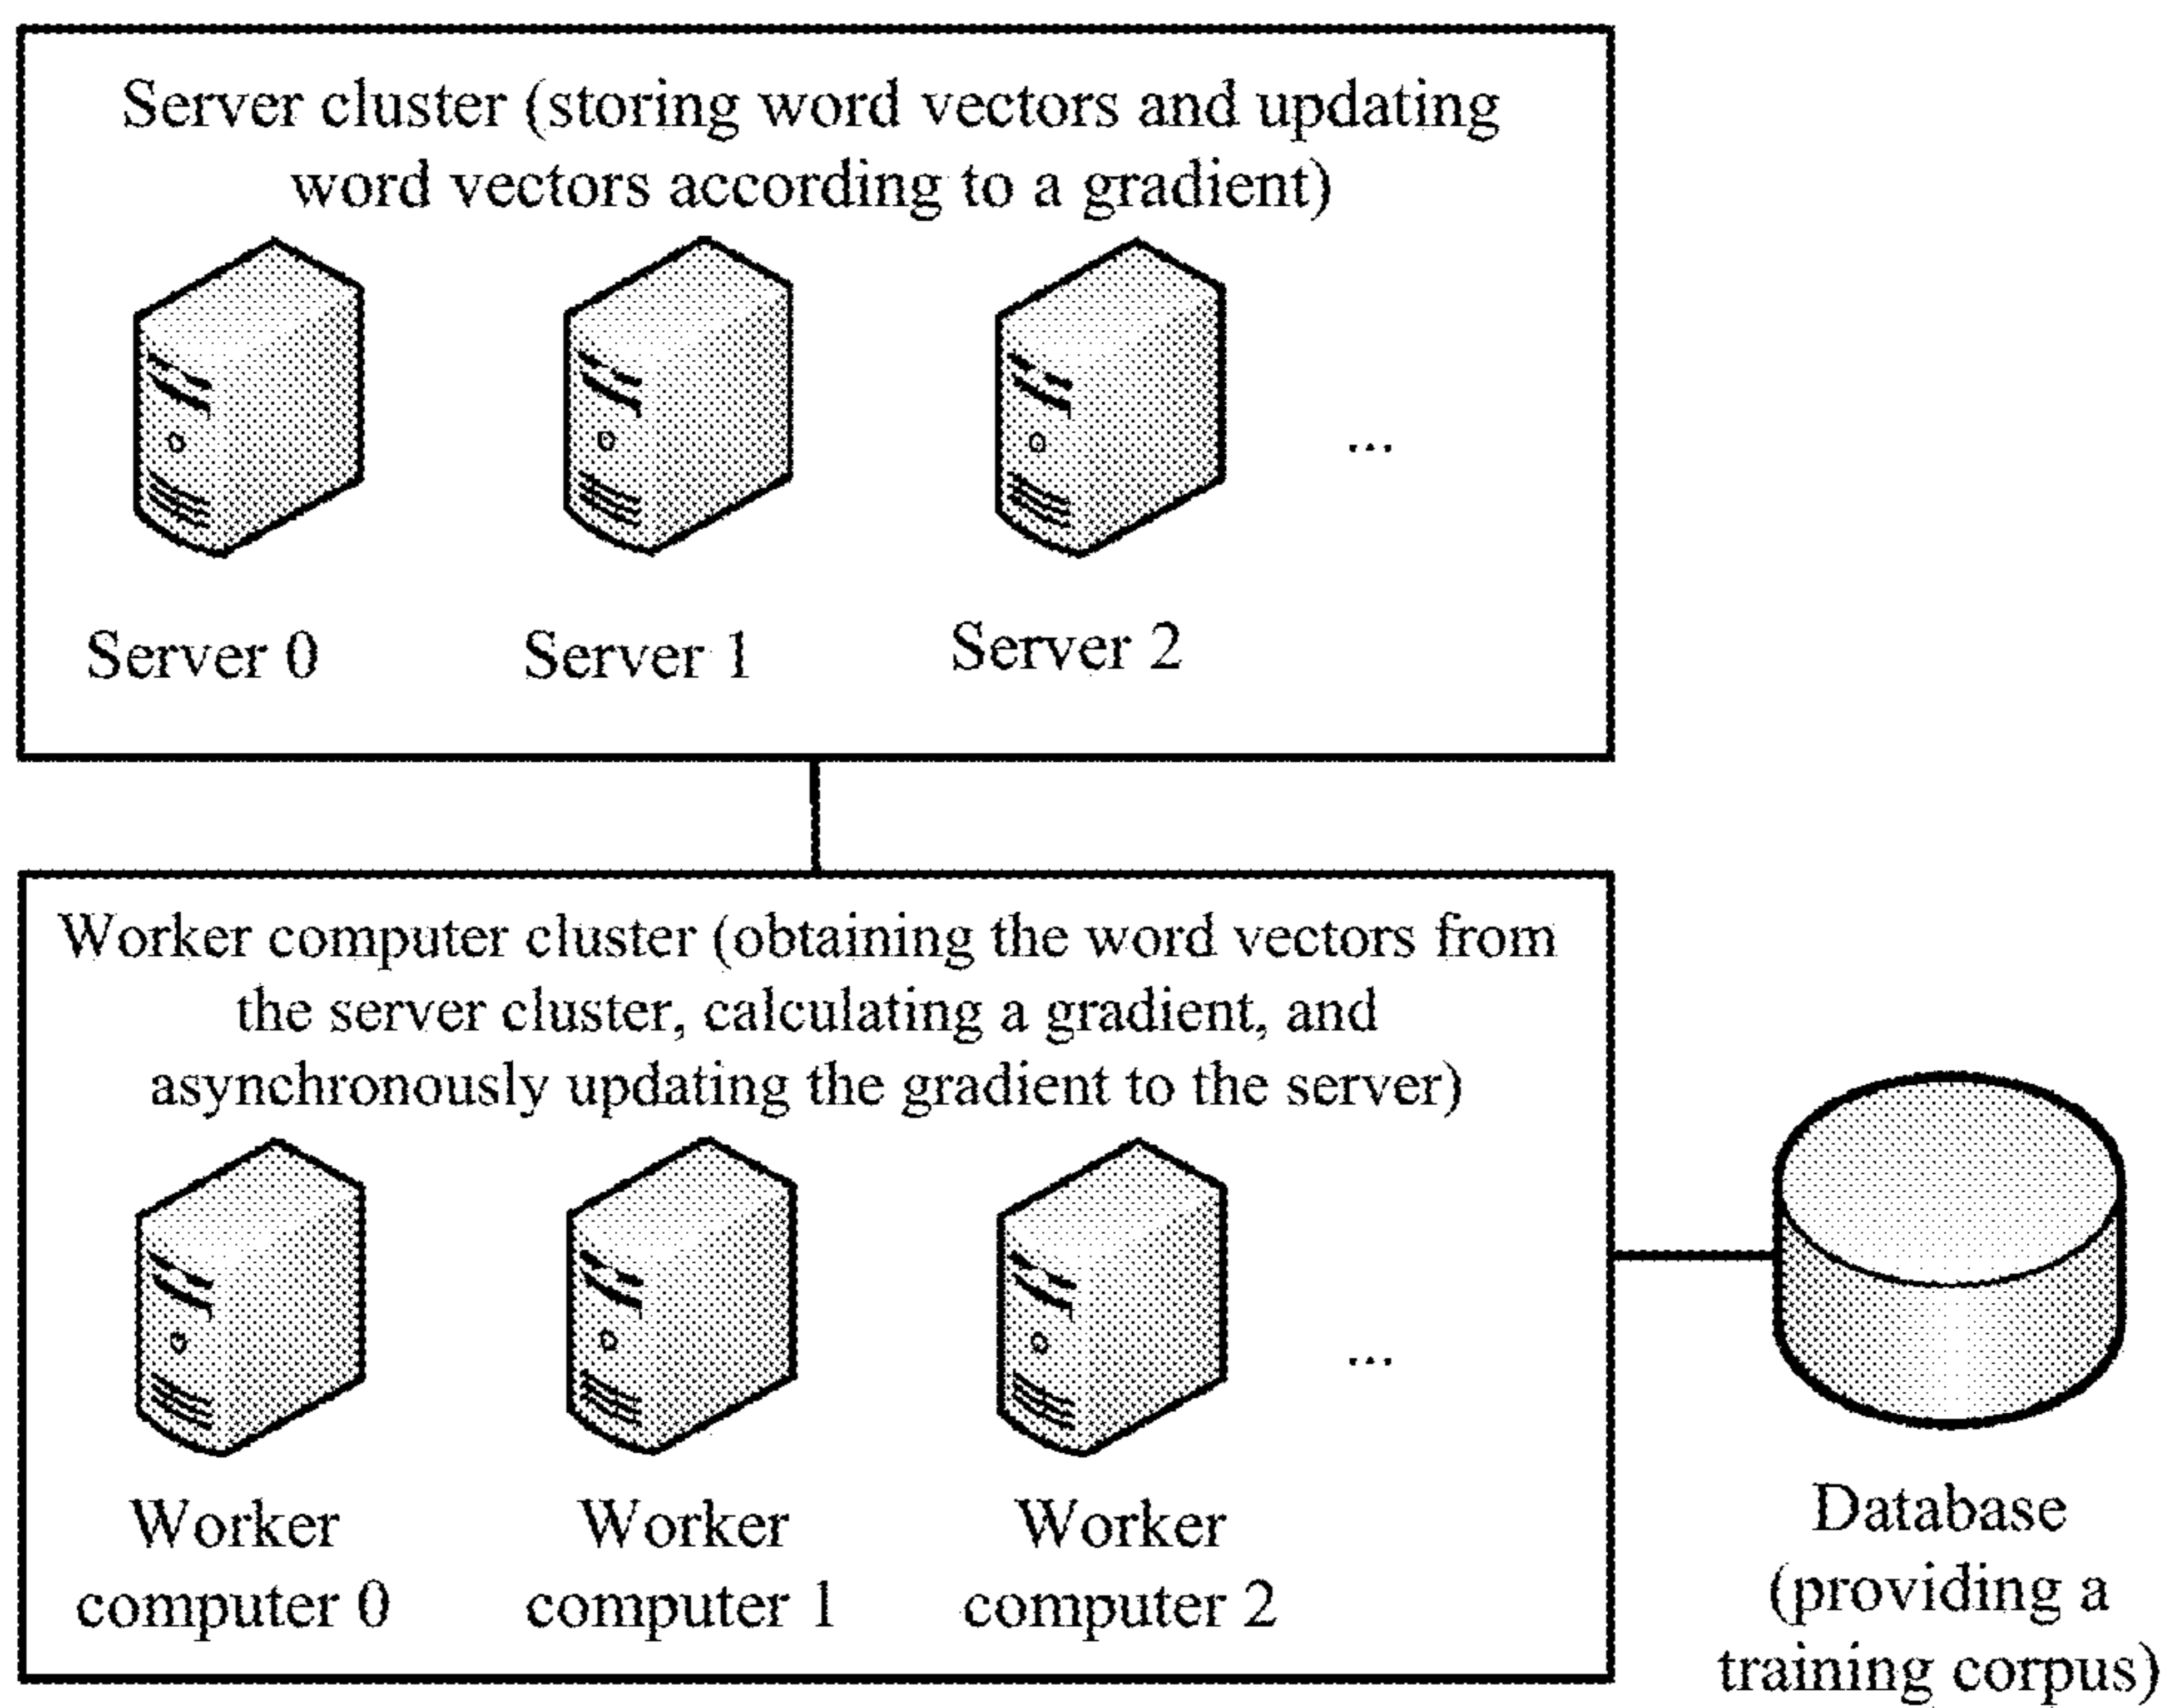 Server cluster (storing word vectors and updating
word vectors according to a gradient)
...
Server 0
Server 1
Server 2
Worker computer cluster (obtaining the word vectors from
the server cluster, calculating a gradient, and
asynchronously updating the gradient to the server)
...
Worker
computer 0
Worker
computer 1
Worker
computer 2
Database
(providing a
training corpus)